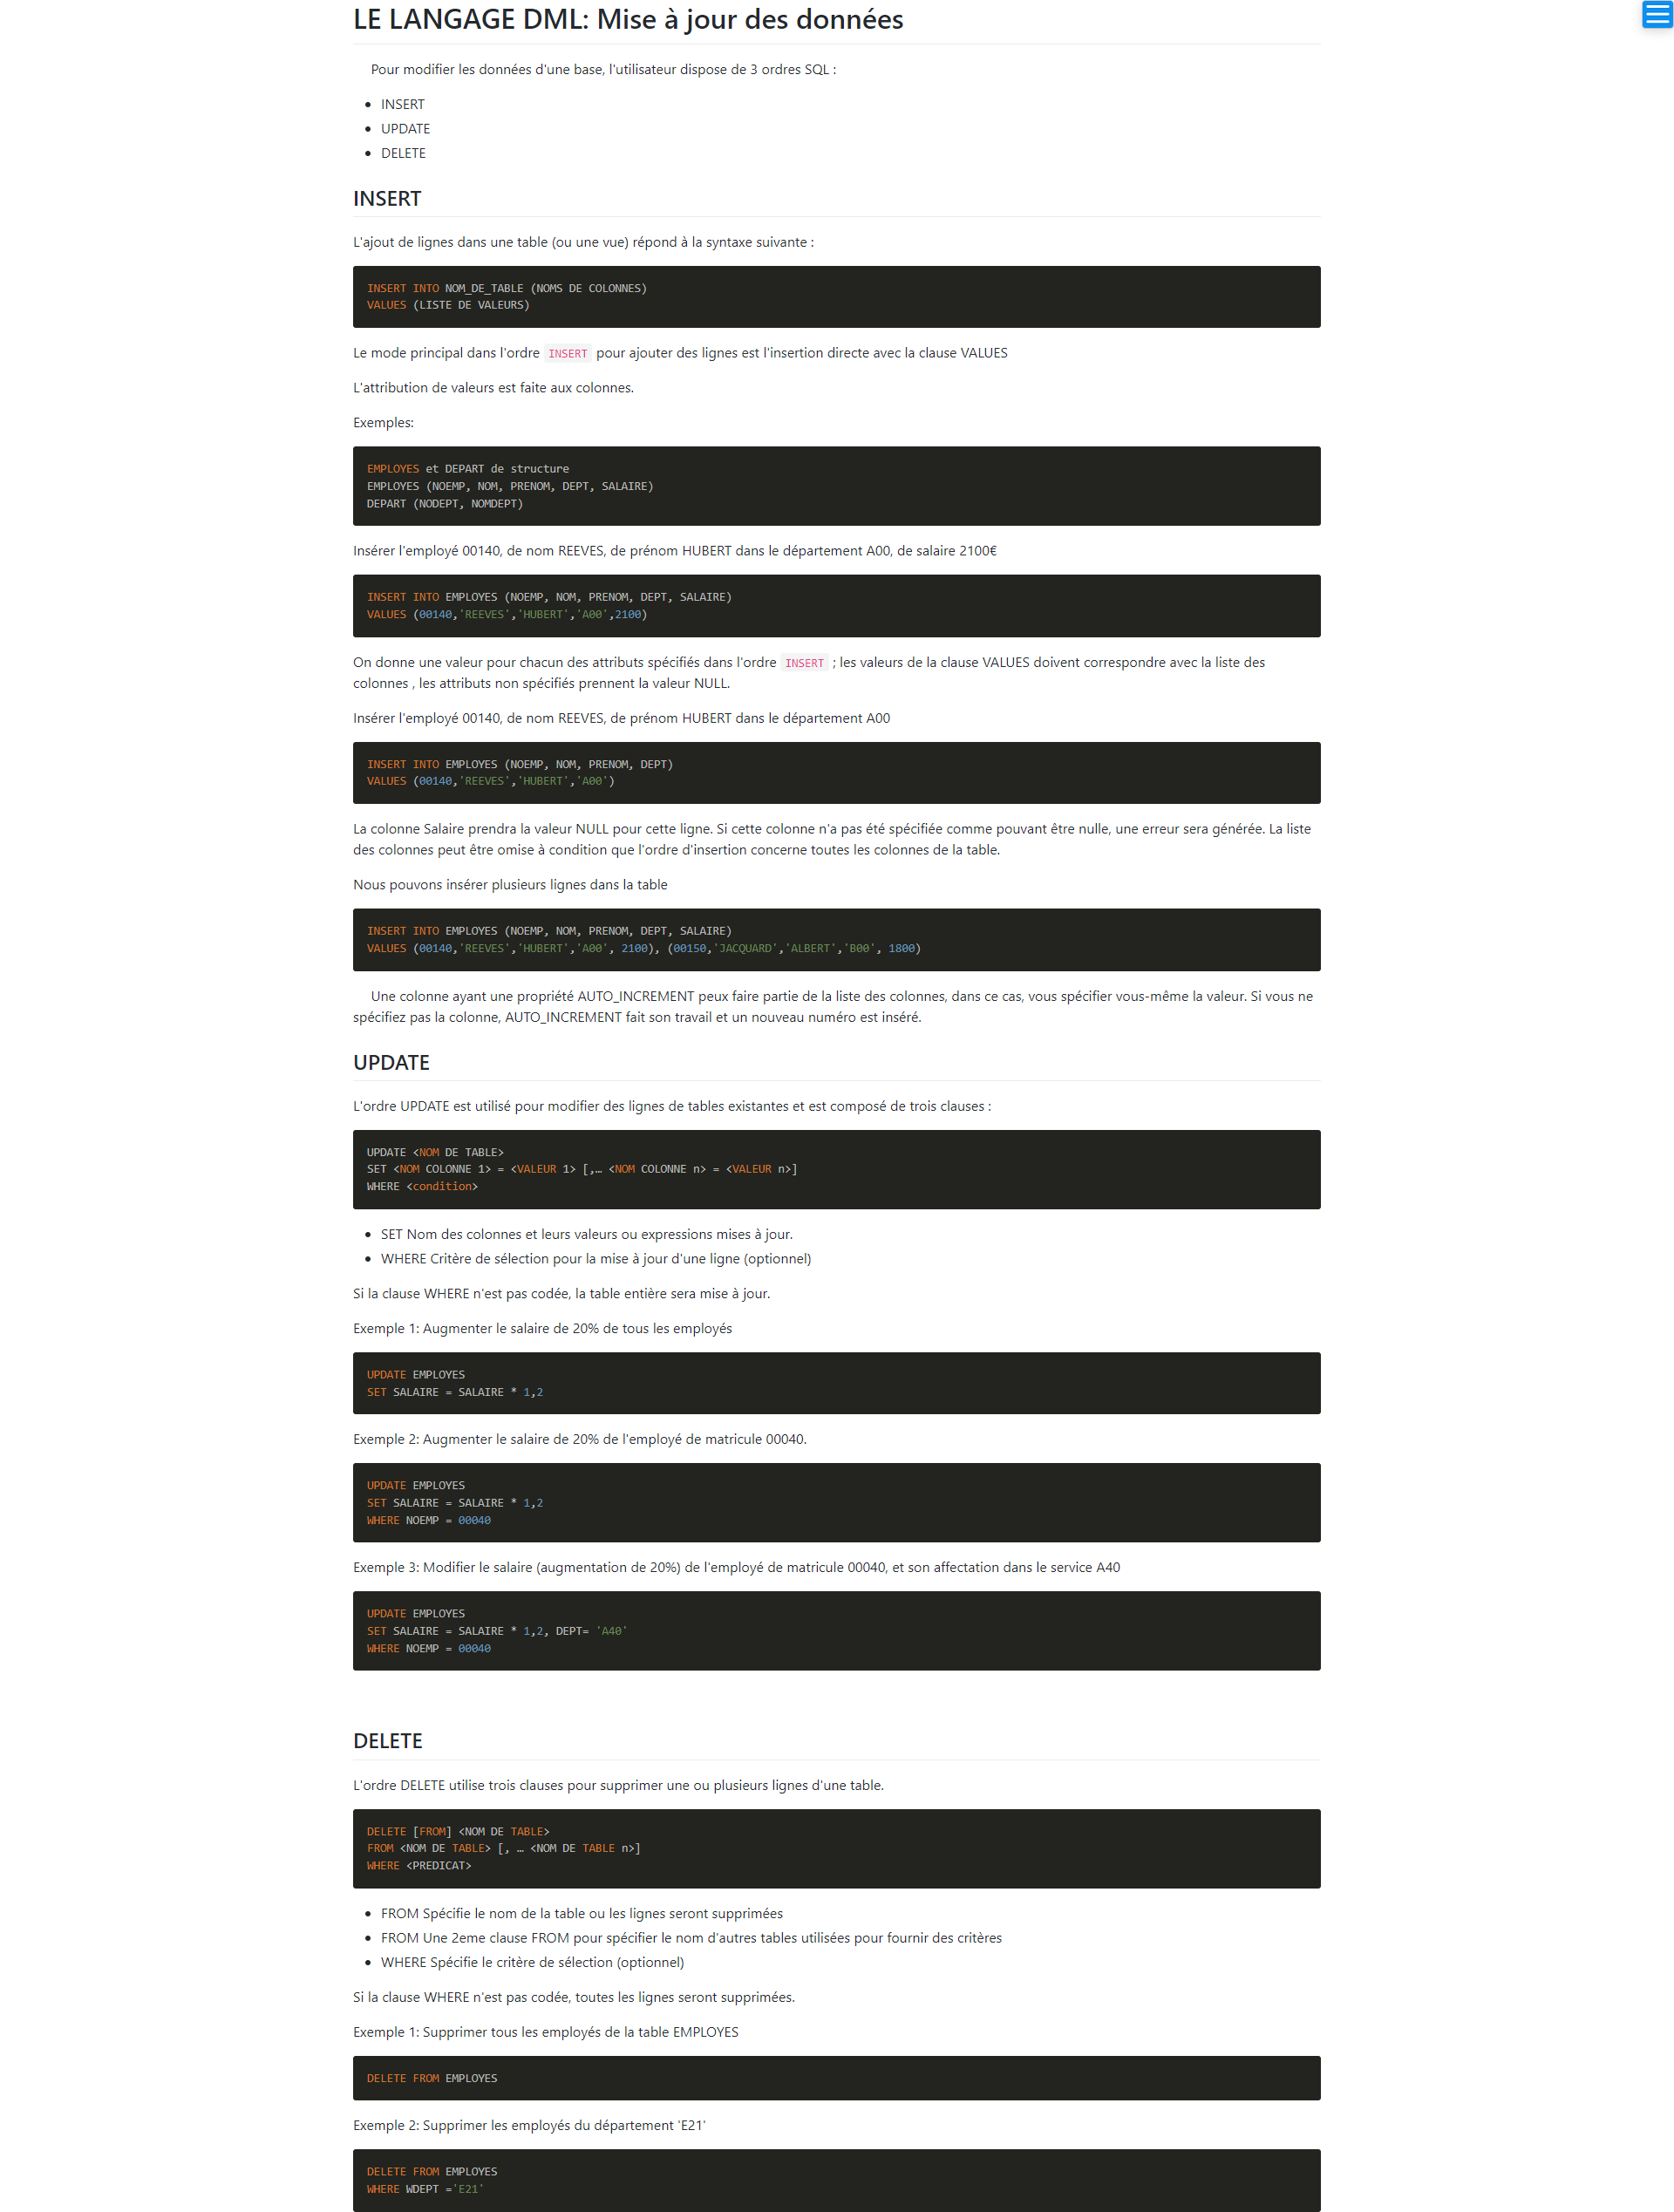 LE LANGAGE DML: Mise à jour des données
Pour modifier les données d'une base, l'utilisateur dispose de 3 ordres SQL :
INSERT
UPDATE
DELETE
INSERT
L'ajout de lignes dans une table (ou une vue) répond à la syntaxe suivante :
INSERT INTO NOM_DE_TABLE (NOMS DE COLONNES)
VALUES (LISTE DE VALEURS)
Le mode principal dans l'ordre INSERT pour ajouter des lignes est l'insertion directe avec la clause VALUES
L'attribution de valeurs est faite aux colonnes.
Exemples:
EMPLOYES et DEPART de structure
EMPLOYES (NOEMP, NOM, PRENOM, DEPT, SALAIRE)
DEPART (NODEPT, NOMDEPT)
Insérer l'employé 00140, de nom REEVES, de prénom HUBERT dans le département A00, de salaire 2100€
INSERT INTO EMPLOYES (NOEMP, NOM, PRENOM, DEPT, SALAIRE)
VALUES (00140,'REEVES','HUBERT','A00',2100)
On donne une valeur pour chacun des attributs spécifiés dans l'ordre INSERT ; les valeurs de la clause VALUES doivent correspondre avec la liste des
colonnes , les attributs non spécifiés prennent la valeur NULL.
Insérer l'employé 00140, de nom REEVES, de prénom HUBERT dans le département A00
INSERT INTO EMPLOYES (NOEMP, NOM, PRENOM, DEPT)
VALUES (00140,'REEVES','HUBERT','A00')
La colonne Salaire prendra la valeur NULL pour cette ligne. Si cette colonne n'a pas été spécifiée comme pouvant être nulle, une erreur sera générée. La liste
des colonnes peut être omise à condition que l'ordre d'insertion concerne toutes les colonnes de la table.
Nous pouvons insérer plusieurs lignes dans la table
INSERT INTO EMPLOYES (NOEMP, NOM, PRENOM, DEPT, SALAIRE)
VALUES (00140,'REEVES','HUBERT','A00', 2100), (00150,'JACQUARD','ALBERT','B00', 1800)
Une colonne ayant une propriété AUTO_INCREMENT peux faire partie de la liste des colonnes, dans ce cas, vous spécifier vous-même la valeur. Si vous ne
spécifiez pas la colonne, AUTO_INCREMENT fait son travail et un nouveau numéro est inséré.
UPDATE
L'ordre UPDATE est utilisé pour modifier des lignes de tables existantes et est composé de trois clauses :
UPDATE <NOM DE TABLE>
SET <NOM COLONNE 1> = <VALEUR 1> [,… <NOM COLONNE n> = <VALEUR n>]
WHERE <condition>
SET Nom des colonnes et leurs valeurs ou expressions mises à jour.
WHERE Critère de sélection pour la mise à jour d'une ligne (optionnel)
Si la clause WHERE n'est pas codée, la table entière sera mise à jour.
Exemple 1: Augmenter le salaire de 20% de tous les employés
UPDATE EMPLOYES
SET SALAIRE = SALAIRE * 1,2
Exemple 2: Augmenter le salaire de 20% de l'employé de matricule 00040.
UPDATE EMPLOYES
SET SALAIRE = SALAIRE * 1,2
WHERE NOEMP = 00040
Exemple 3: Modifier le salaire (augmentation de 20%) de l'employé de matricule 00040, et son affectation dans le service A40
UPDATE EMPLOYES
SET SALAIRE = SALAIRE * 1,2, DEPT= 'A40'
WHERE NOEMP = 00040
DELETE
L'ordre DELETE utilise trois clauses pour supprimer une ou plusieurs lignes d'une table.
DELETE [FROM] <NOM DE TABLE>
FROM <NOM DE TABLE> [, … <NOM DE TABLE n>]
WHERE <PREDICAT>
FROM Spécifie le nom de la table ou les lignes seront supprimées
FROM Une 2eme clause FROM pour spécifier le nom d'autres tables utilisées pour fournir des critères
WHERE Spécifie le critère de sélection (optionnel)
Si la clause WHERE n'est pas codée, toutes les lignes seront supprimées.
Exemple 1: Supprimer tous les employés de la table EMPLOYES
DELETE FROM EMPLOYES
Exemple 2: Supprimer les employés du département 'E21'
DELETE FROM EMPLOYES
WHERE WDEPT ='E21'